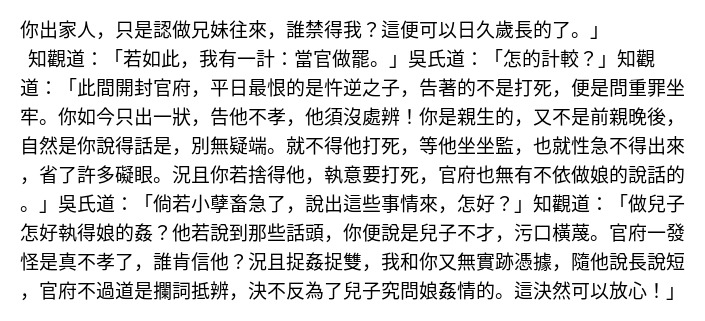 你出家人，只是認做兄妹往來，誰禁得我？這便可以日久歲長的了。」
知觀道：「若如此，我有一計：當官做罷。」吳氏道：「怎的計較？」知觀
道：「此間開封官府，平日最恨的是忤逆之子，告著的不是打死，便是問重罪坐
牢。你如今只出一狀，告他不孝，他須沒處辨！你是親生的，又不是前親晚後，
自然是你說得話是，別無疑端。就不得他打死，等他坐坐監，也就性急不得出來
，省了許多礙眼。況且你若捨得他，執意要打死，官府也無有不依做娘的說話的
。」吳氏道：「倘若小孽畜急了，說出這些事情來，怎好？」知觀道：「做兒子
怎好執得娘的姦？他若說到那些話頭，你便說是兒子不才，污口橫蔑。官府一發
怪是真不孝了，誰肯信他？況且捉姦捉雙，我和你又無實跡憑據，隨他說長說短
，官府不過道是攔詞抵辨，決不反為了兒子究問娘姦情的。這決然可以放心！」